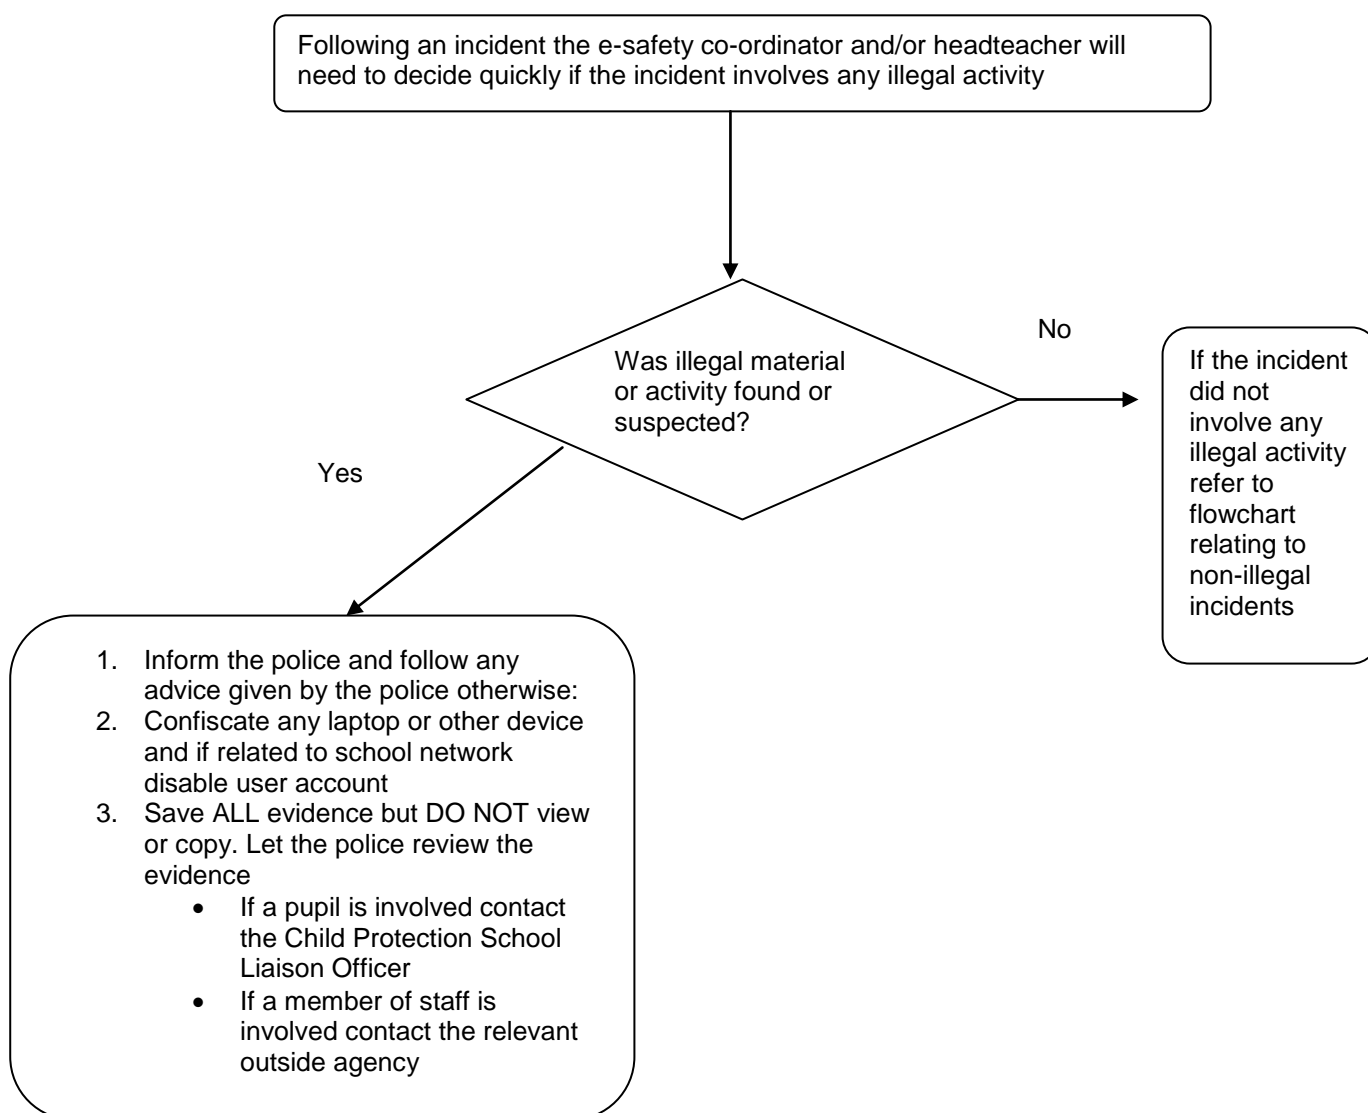 Following an incident the e-safety co-ordinator and/or headteacher will
need to decide quickly if the incident involves any illegal activity
Was illegal material
or activity found or
suspected?
No
If the incident
did not
involve any
illegal activity
refer to
flowchart
relating to
non-illegal
incidents
Yes
1. Inform the police and follow any
advice given by the police otherwise:
2. Confiscate any laptop or other device
and if related to school network
disable user account
3. Save ALL evidence but DO NOT view
or copy. Let the police review the
evidence
• If a pupil is involved contact
the Child Protection School
Liaison Officer
• If a member of staff is
involved contact the relevant
outside agency